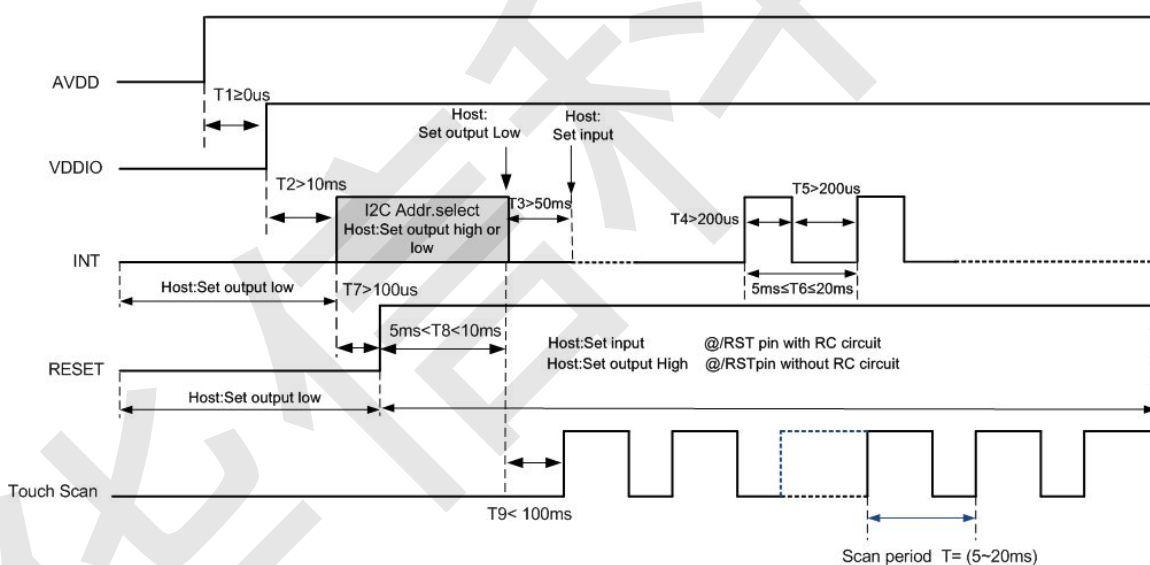 AVDD
T1≥0us
Host:
Set output Low
Host:
Set input
VDDIO
T2>10ms
T5>200us
I2C Addr.select
Host:Set output high or
low
T3>50ms
T4>200us
INT
Host:Set output low
T7>100us
5ms≤T6≤20ms
5ms<T8<10ms
Host:Set input @/RST pin with RC circuit
Host:Set output High @/RSTpin without RC circuit
RESET
Host:Set output low
Touch Scan
T9< 100ms
Scan period T= (5~20ms)